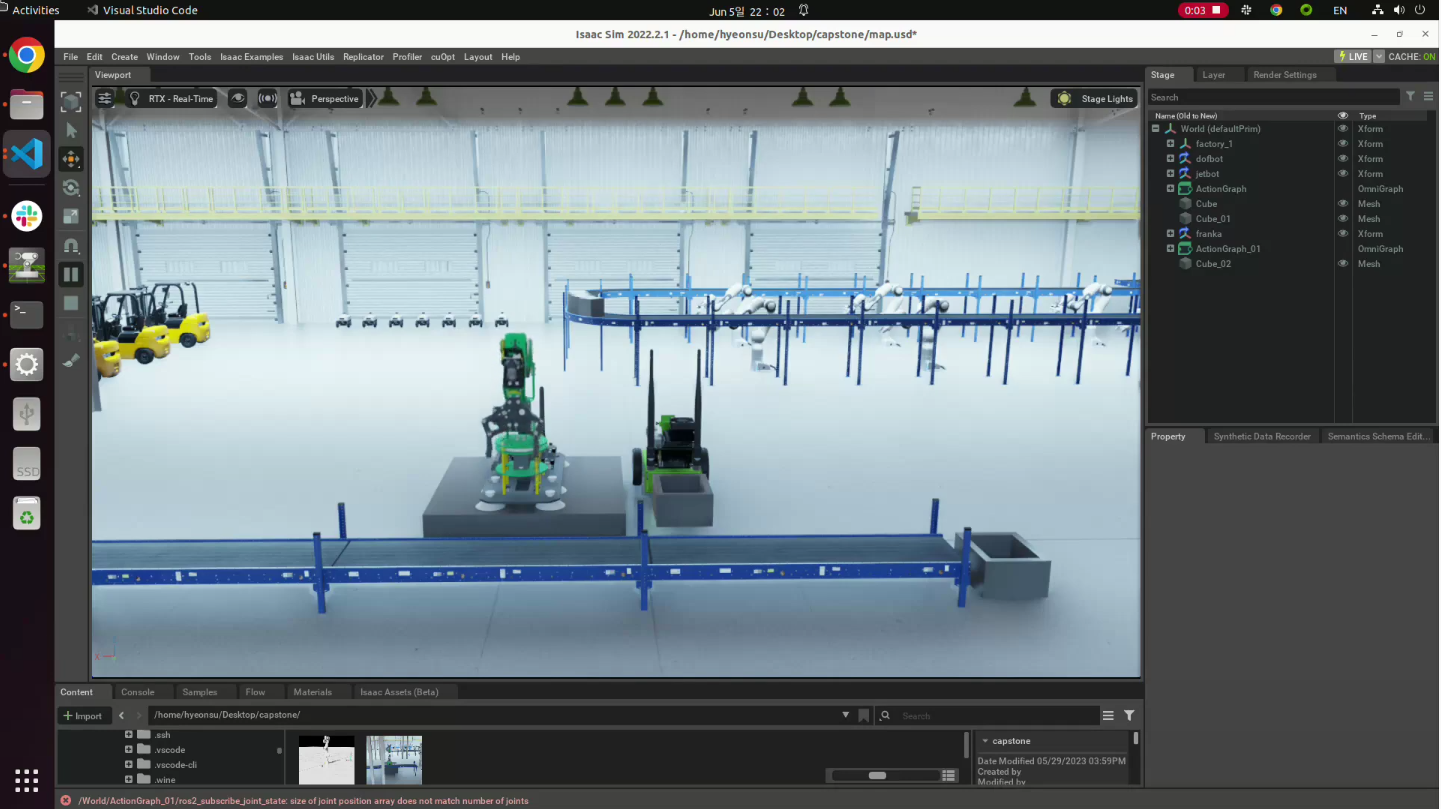 Activities
Visual Studio Code
Jun 5일 22 : 02
0:03
EN
Isaac Sim 2022.2.1 - /home/hyeonsu/Desktop/capstone/map.usd*
File Edit Create Window Tools Isaac Examples Isaac Utils Replicator Profiler cuOpt Layout Help
LIVE
CACHE: ON
Viewport
RTX - Real-Time
Perspective
Stage Lights
Stage Layer Render Settings
Search
Name (Old to New) Type
World (defaultPrim) Xform
factory_1 Xform
dofbot Xform
jetbot Xform
ActionGraph OmniGraph
Cube Mesh
Cube_01 Mesh
franka Xform
ActionGraph_01 OmniGraph
Cube_02 Mesh
Property Synthetic Data Recorder Semantics Schema Edit...
SSD
X
Content Console Samples Flow Materials Isaac Assets (Beta)
+ Import
/home/hyeonsu/Desktop/capstone/
Search
.ssh
.vscode
.vscode-cli
.wine
capstone
Date Modified 05/29/2023 03:59PM
Created by
Modified by
/World/ActionGraph_01/ros2_subscribe_joint_state: size of joint position array does not match number of joints